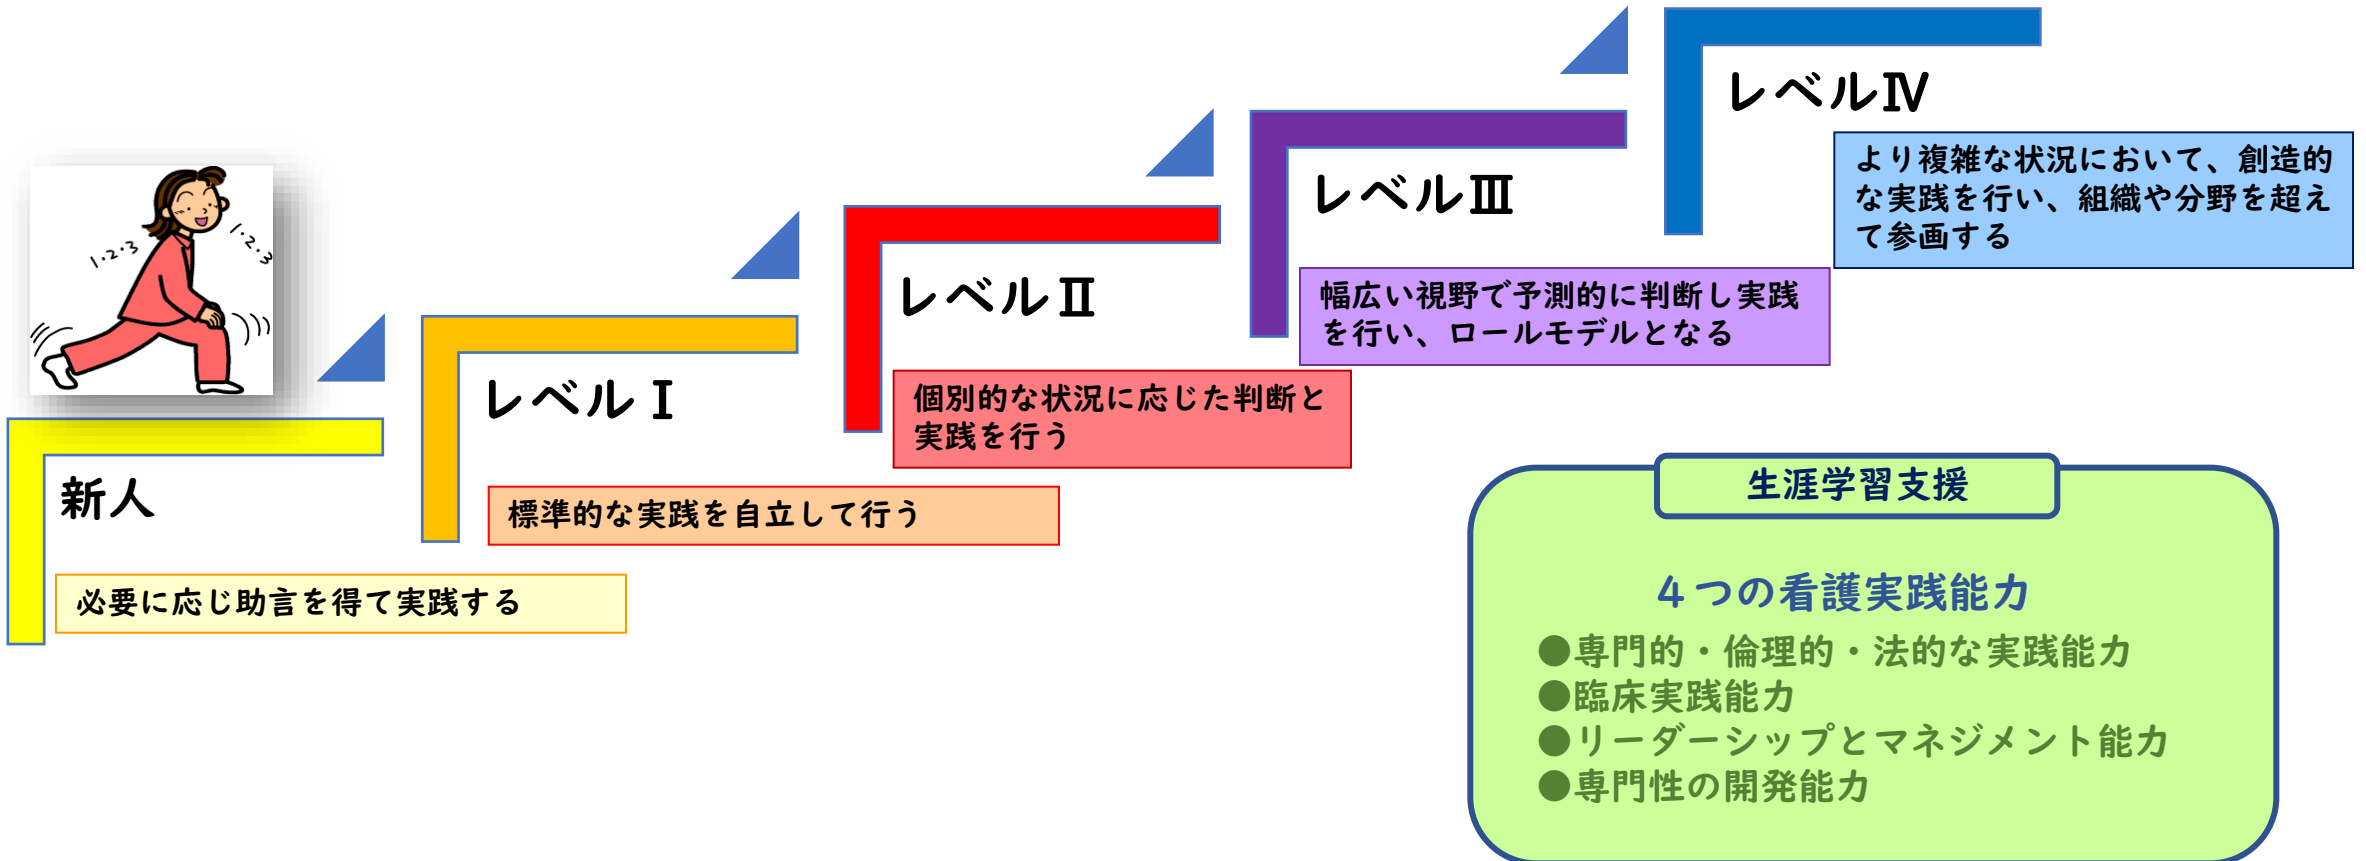 1・2・3
1・2・3
新人
必要に応じ助言を得て実践する
レベルⅠ
標準的な実践を自立して行う
レベルⅡ
個別的な状況に応じた判断と
実践を行う
レベルⅢ
幅広い視野で予測的に判断し実践
を行い、ロールモデルとなる
レベルⅣ
より複雑な状況において、創造的
な実践を行い、組織や分野を超え
て参画する
生涯学習支援
４つの看護実践能力
●専門的・倫理的・法的な実践能力
●臨床実践能力
●リーダーシップとマネジメント能力
●専門性の開発能力